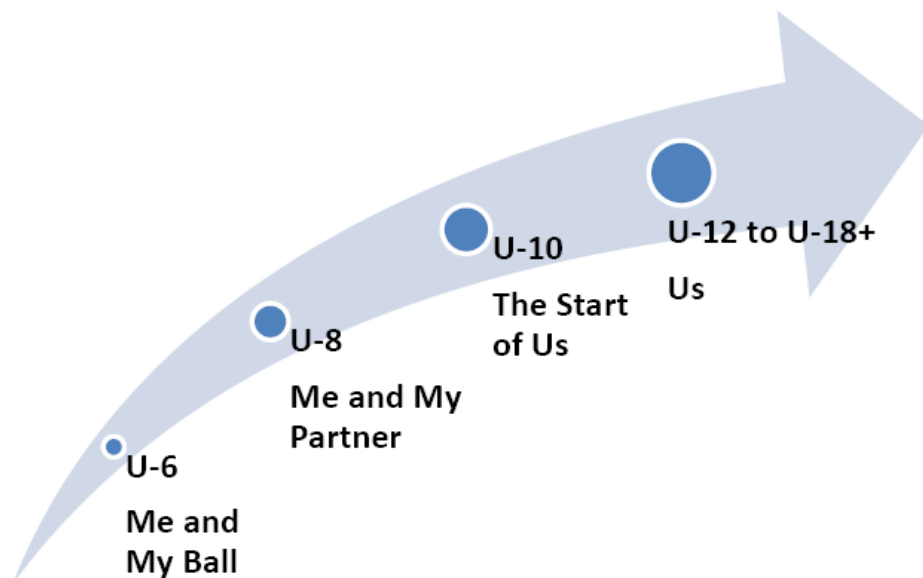 U-6
Me and
My Ball
U-8
Me and My
Partner
U-10
The Start
of Us
U-12 to U-18+
Us